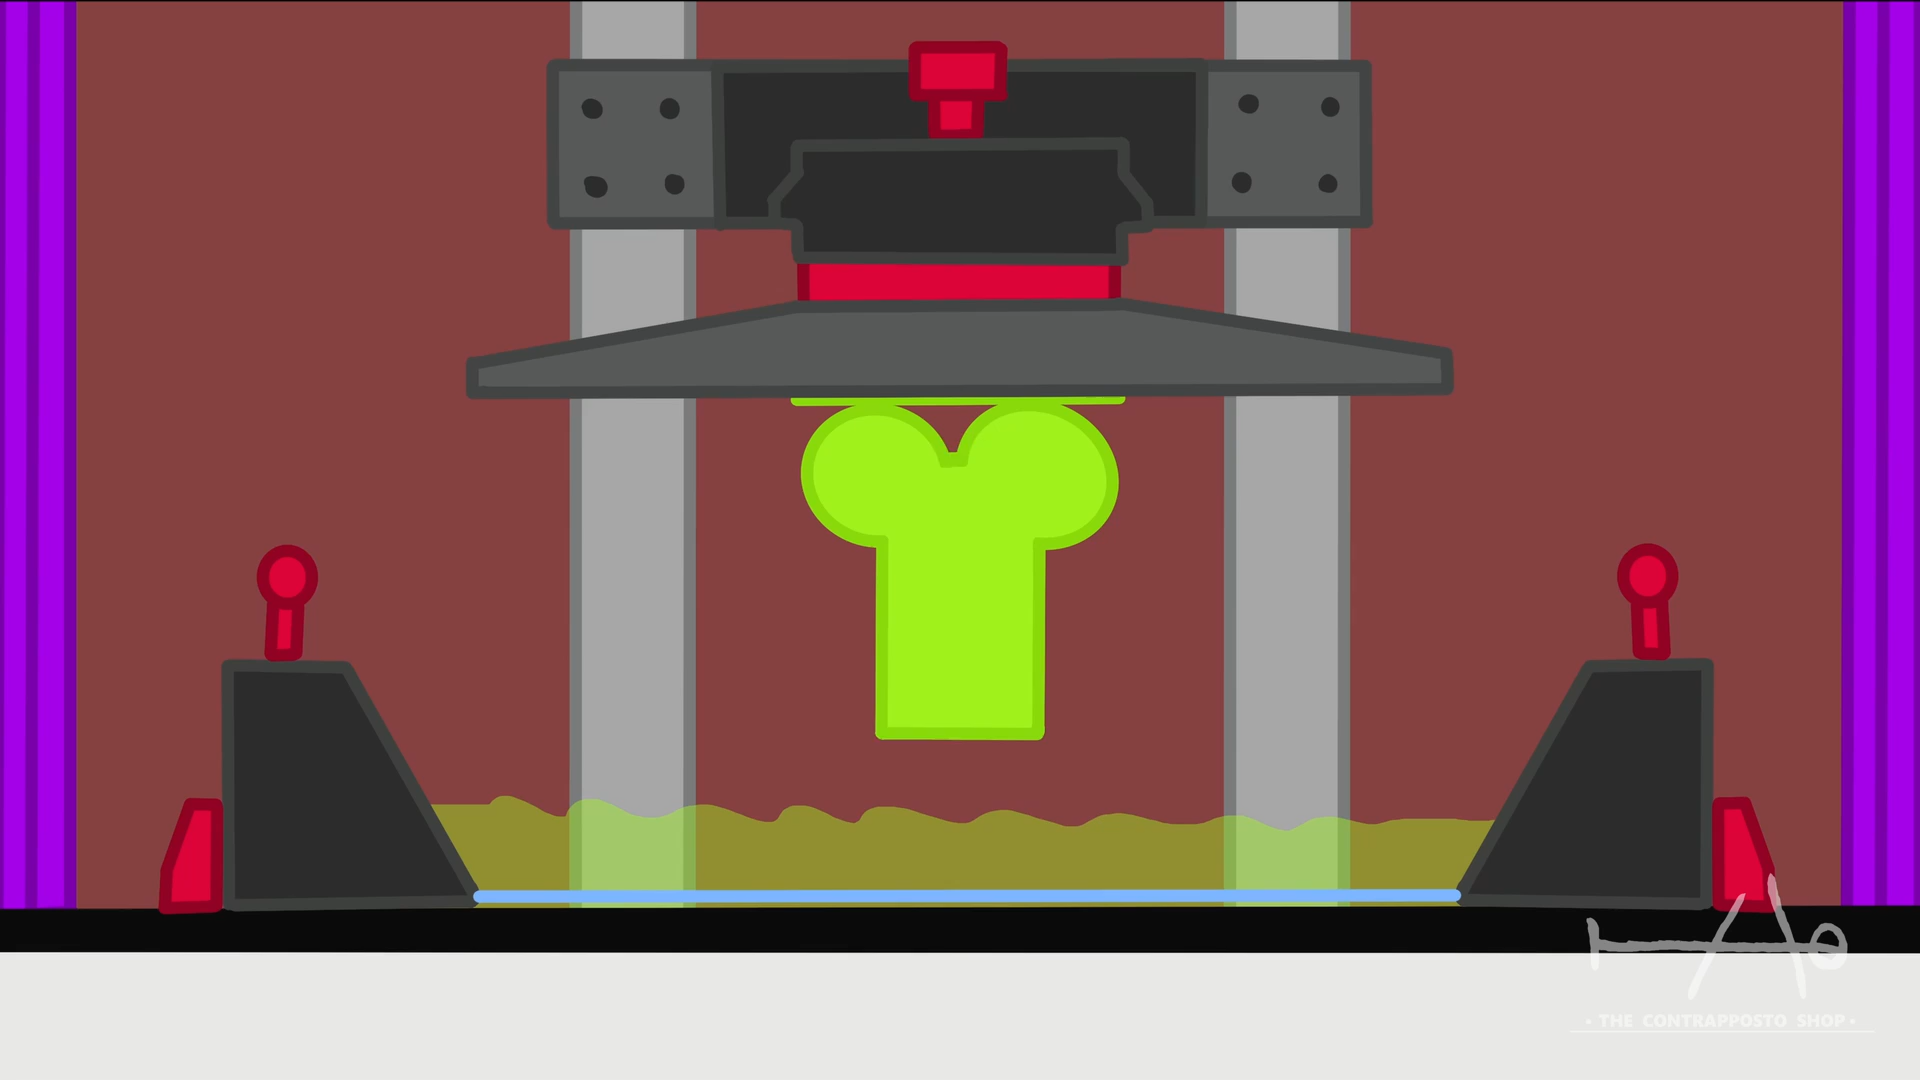 • THE CONTRAPPOSTO SHOP •